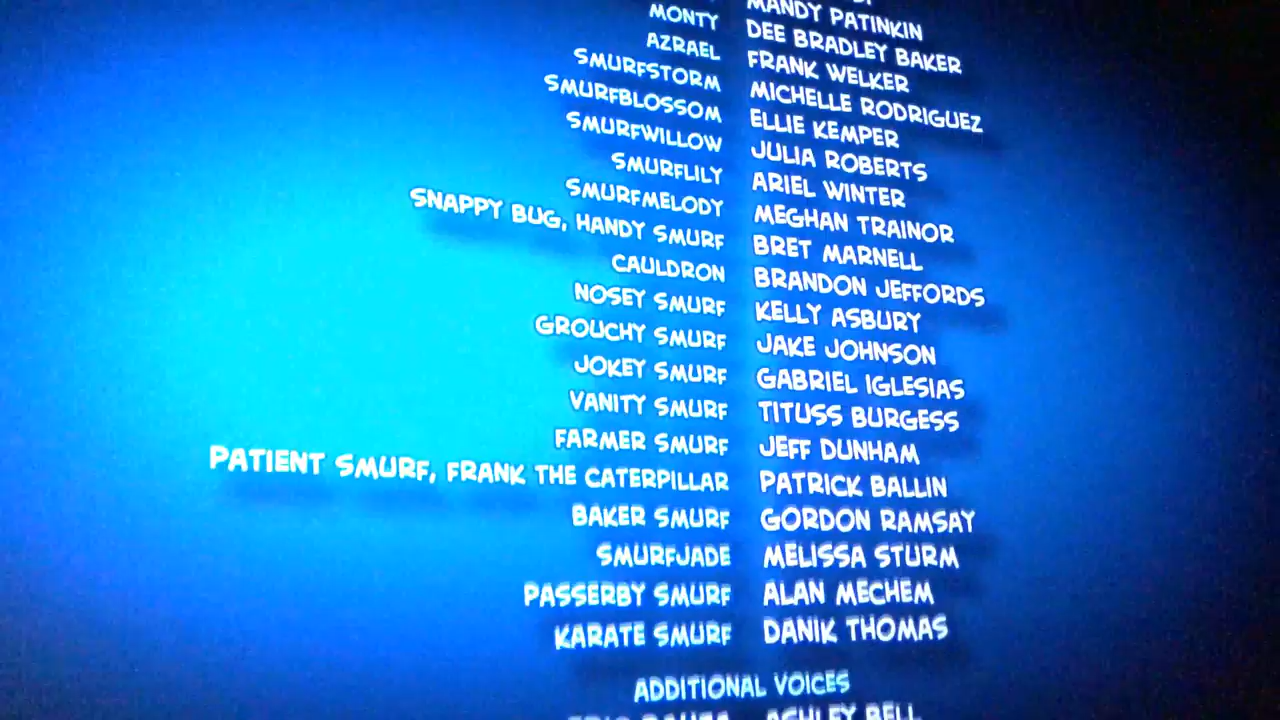 MANDY PATINKIN
MONTY DEE BRADLEY BAKER
AZRAEL FRANK WELKER
SMURFSTORM MICHELLE RODRIGUEZ
SMURFBLOSSOM ELLIE KEMPER
SMURFWILLOW JULIA ROBERTS
SMURFLILY ARIEL WINTER
SMURFMELODY MEGHAN TRAINOR
SNAPPY BUG, HANDY SMURF BRET MARNELL
CAULDRON BRANDON JEFFORDS
NOSEY SMURF KELLY ASBURY
GROUCHY SMURF JAKE JOHNSON
JOKEY SMURF GABRIEL IGLESIAS
VANITY SMURF TITUSS BURGESS
FARMER SMURF JEFF DUNHAM
PATIENT SMURF, FRANK THE CATERPILLAR PATRICK BALLIN
BAKER SMURF GORDON RAMSAY
SMURFJADE MELISSA STURM
PASSERBY SMURF ALAN MECHEM
KARATE SMURF DANIK THOMAS
ADDITIONAL VOICES
ASHLEY BELL